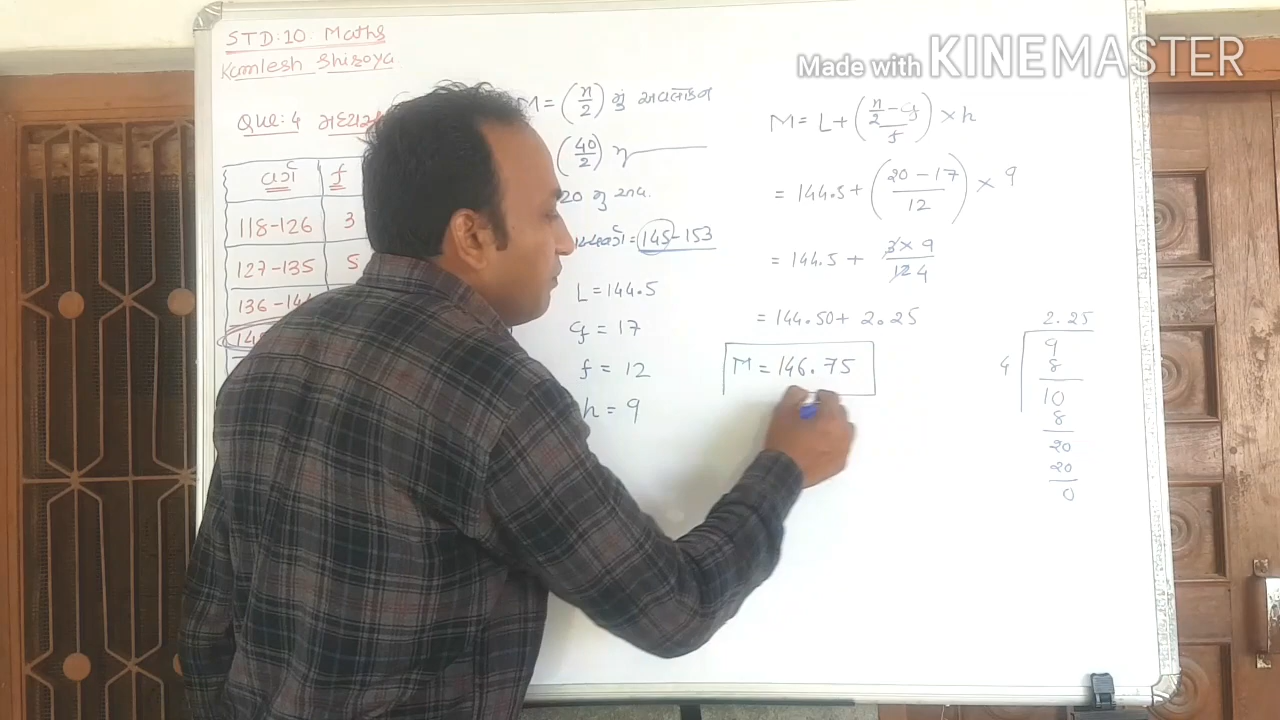 Made with KINEMASTER
STD:10: Maths
Kamlesh Shiroya
Que: 4
વર્ગ f
118-126 3
127-135 5
136-14
M = (n/2) મું અવલોકન
(40/2)
20 મું અવ.
= 145-153
L = 144.5
cf = 17
f = 12
h = 9
M = L + ((n/2 - cf)/f) × h
= 144.5 + ((20 - 17)/12) × 9
= 144.5 + (3 × 9)/(12 4)
= 144.50 + 2.25
M = 146.75
2.25
4 9
8
10
8
20
20
0